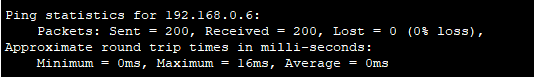 Ping statistics for 192.168.0.6:
    Packets: Sent = 200, Received = 200, Lost = 0 (0% loss),
Approximate round trip times in milli-seconds:
    Minimum = 0ms, Maximum = 16ms, Average = 0ms